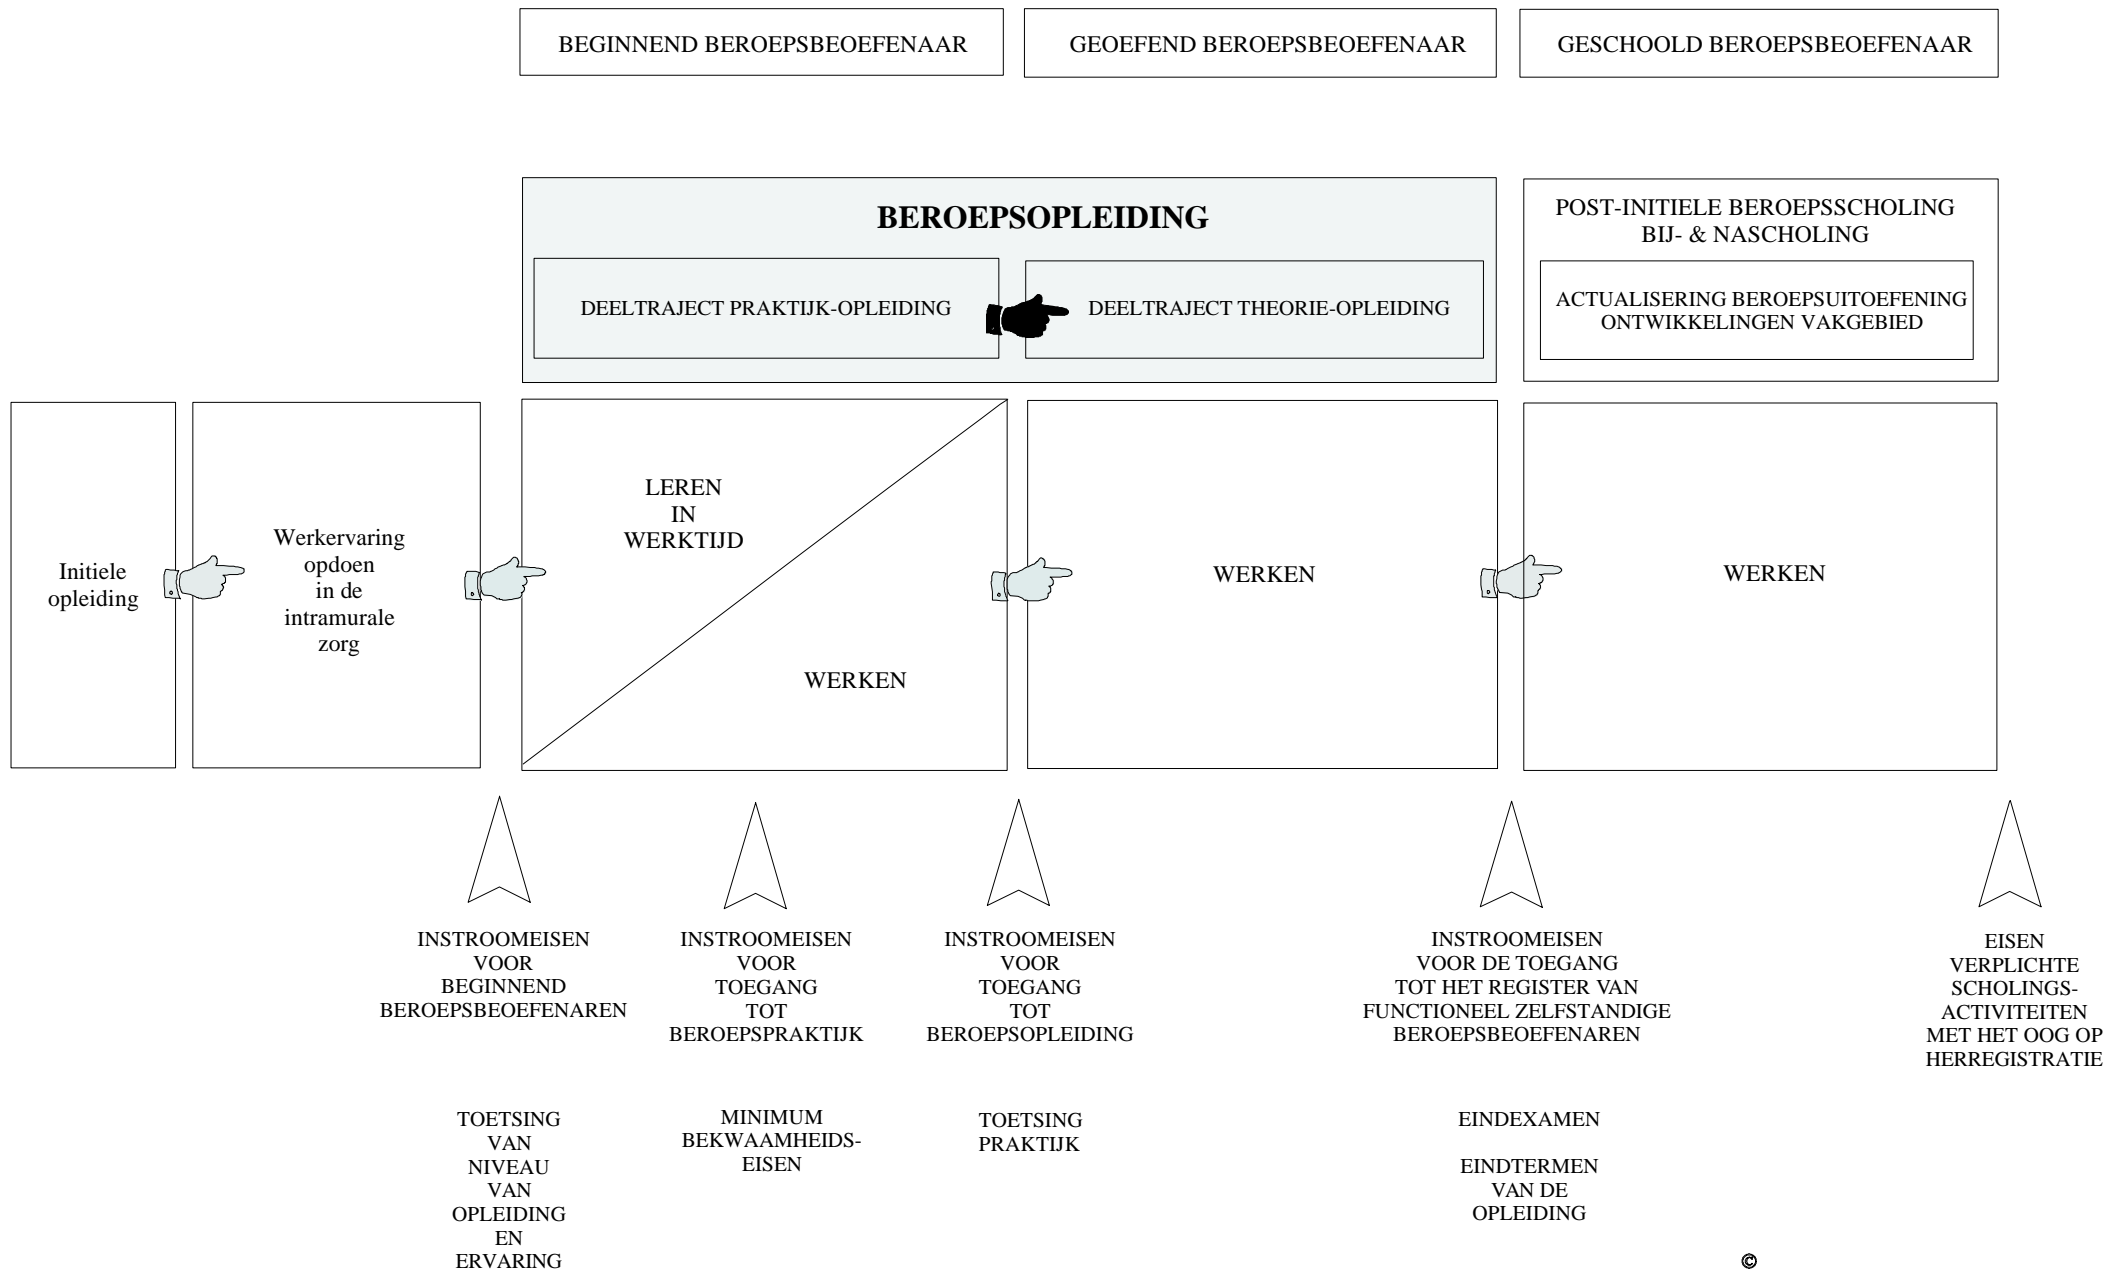 BEGINNEND BEROEPSBEOEFENAAR
GEOEFEND BEROEPSBEOEFENAAR
GESCHOOLD BEROEPSBEOEFENAAR
BEROEPSOPLEIDING
DEELTRAJECT PRAKTIJK-OPLEIDING
DEELTRAJECT THEORIE-OPLEIDING
POST-INITIELE BEROEPSSCHOLING
BIJ- & NASCHOLING
ACTUALISERING BEROEPSUITOEFENING
ONTWIKKELINGEN VAKGEBIED
Initiele
opleiding
Werkervaring
opdoen
in de
intramurale
zorg
LEREN
IN
WERKTIJD
WERKEN
WERKEN
WERKEN
INSTROOMEISEN
VOOR
BEGINNEND
BEROEPSBEOEFENAREN
INSTROOMEISEN
VOOR
TOEGANG
TOT
BEROEPSPRAKTIJK
INSTROOMEISEN
VOOR
TOEGANG
TOT
BEROEPSOPLEIDING
INSTROOMEISEN
VOOR DE TOEGANG
TOT HET REGISTER VAN
FUNCTIONEEL ZELFSTANDIGE
BEROEPSBEOEFENAREN
EISEN
VERPLICHTE
SCHOLINGS-
ACTIVITEITEN
MET HET OOG OP
HERREGISTRATIE
TOETSING
VAN
NIVEAU
VAN
OPLEIDING
EN
ERVARING
MINIMUM
BEKWAAMHEIDS-
EISEN
TOETSING
PRAKTIJK
EINDEXAMEN
EINDTERMEN
VAN DE
OPLEIDING
©